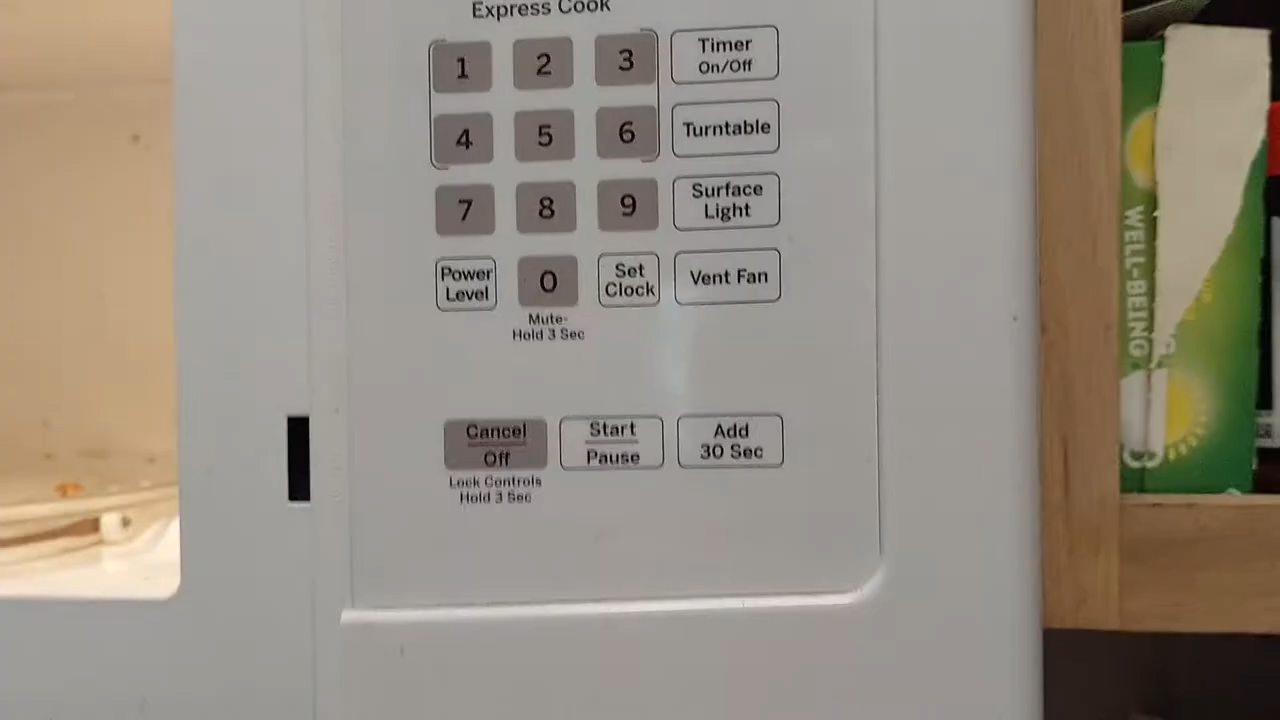 Express Cook
1 2 3 Timer
On/Off
4 5 6 Turntable
7 8 9 Surface
Light
Power
Level
0
Set
Clock
Vent Fan
Mute-
Hold 3 Sec
Cancel
Off
Start
Pause
Add
30 Sec
Lock Controls
Hold 3 Sec
WELL-BEING